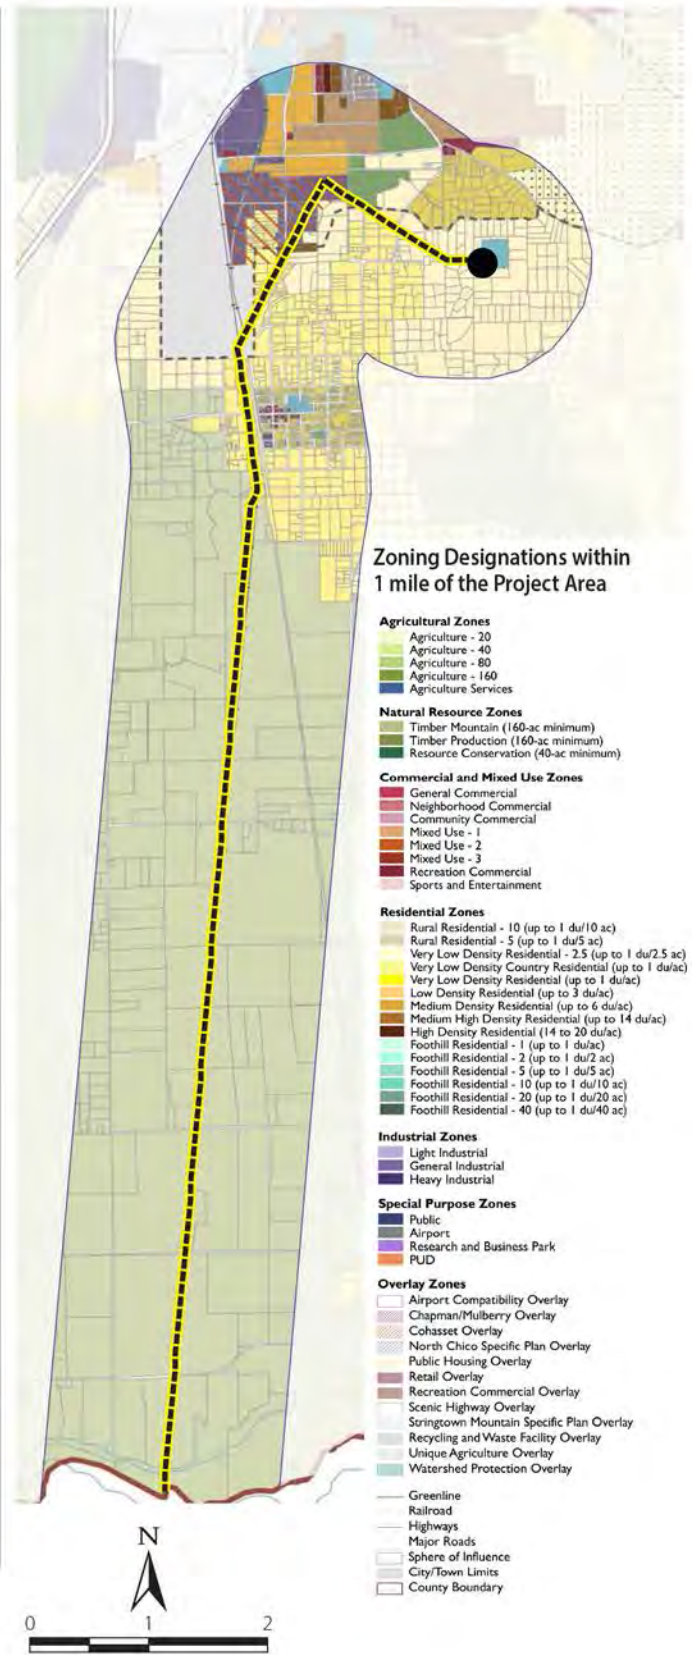 Zoning Designations within
1 mile of the Project Area
Agricultural Zones
Agriculture - 20
Agriculture - 40
Agriculture - 80
Agriculture - 160
Agriculture Services
Natural Resource Zones
Timber Mountain (160-ac minimum)
Timber Production (160-ac minimum)
Resource Conservation (40-ac minimum)
Commercial and Mixed Use Zones
General Commercial
Neighborhood Commercial
Community Commercial
Mixed Use - 1
Mixed Use - 2
Mixed Use - 3
Recreation Commercial
Sports and Entertainment
Residential Zones
Rural Residential - 10 (up to 1 du/10 ac)
Rural Residential - 5 (up to 1 du/5 ac)
Very Low Density Residential - 2.5 (up to 1 du/2.5 ac)
Very Low Density Country Residential (up to 1 du/ac)
Very Low Density Residential (up to 1 du/ac)
Low Density Residential (up to 3 du/ac)
Medium Density Residential (up to 6 du/ac)
Medium High Density Residential (up to 14 du/ac)
High Density Residential (14 to 20 du/ac)
Foothill Residential - 1 (up to 1 du/ac)
Foothill Residential - 2 (up to 1 du/2 ac)
Foothill Residential - 5 (up to 1 du/5 ac)
Foothill Residential - 10 (up to 1 du/10 ac)
Foothill Residential - 20 (up to 1 du/20 ac)
Foothill Residential - 40 (up to 1 du/40 ac)
Industrial Zones
Light Industrial
General Industrial
Heavy Industrial
Special Purpose Zones
Public
Airport
Research and Business Park
PUD
Overlay Zones
Airport Compatibility Overlay
Chapman/Mulberry Overlay
Cohasset Overlay
North Chico Specific Plan Overlay
Public Housing Overlay
Retail Overlay
Recreation Commercial Overlay
Scenic Highway Overlay
Stringtown Mountain Specific Plan Overlay
Recycling and Waste Facility Overlay
Unique Agriculture Overlay
Watershed Protection Overlay
Greenline
Railroad
Highways
Major Roads
Sphere of Influence
City/Town Limits
County Boundary
N
0 1 2